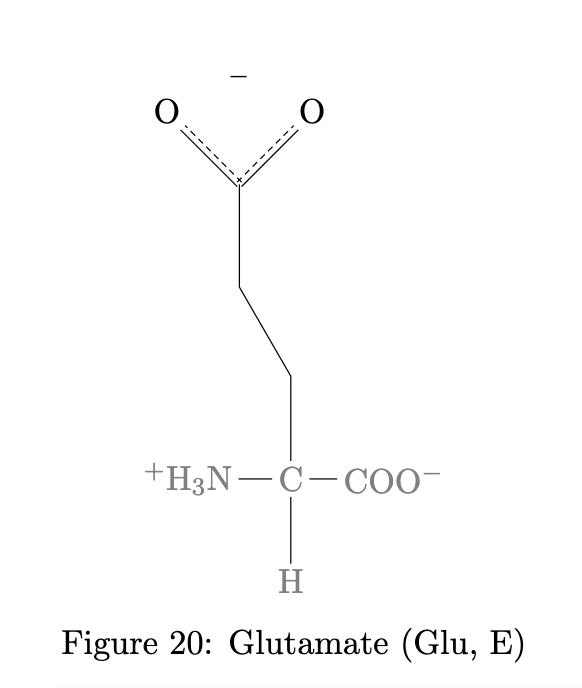 −
O O
⁺H₃N—C—COO⁻
H
Figure 20: Glutamate (Glu, E)